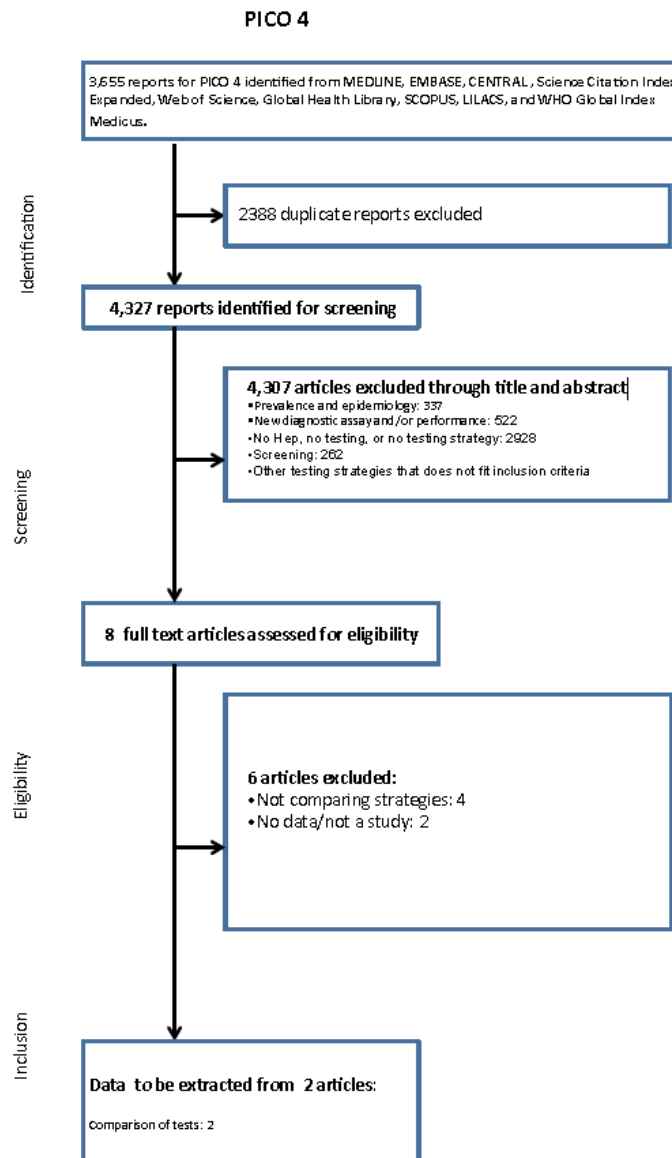 PICO 4
3,655 reports for PICO 4 identified from MEDLINE, EMBASE, CENTRAL, Science Citation Index
Expanded, Web of Science, Global Health Library, SCOPUS, LILACS, and WHO Global Index
Medicus.
Identification
2388 duplicate reports excluded
4,327 reports identified for screening
Screening
4,307 articles excluded through title and abstract
•Prevalence and epidemiology: 337
•New diagnostic assay and/or performance: 522
•No Hep, no testing, or no testing strategy: 2928
•Screening: 262
•Other testing strategies that does not fit inclusion criteria
8 full text articles assessed for eligibility
Eligibility
6 articles excluded:
•Not comparing strategies: 4
•No data/not a study: 2
Inclusion
Data to be extracted from 2 articles:
Comparison of tests: 2